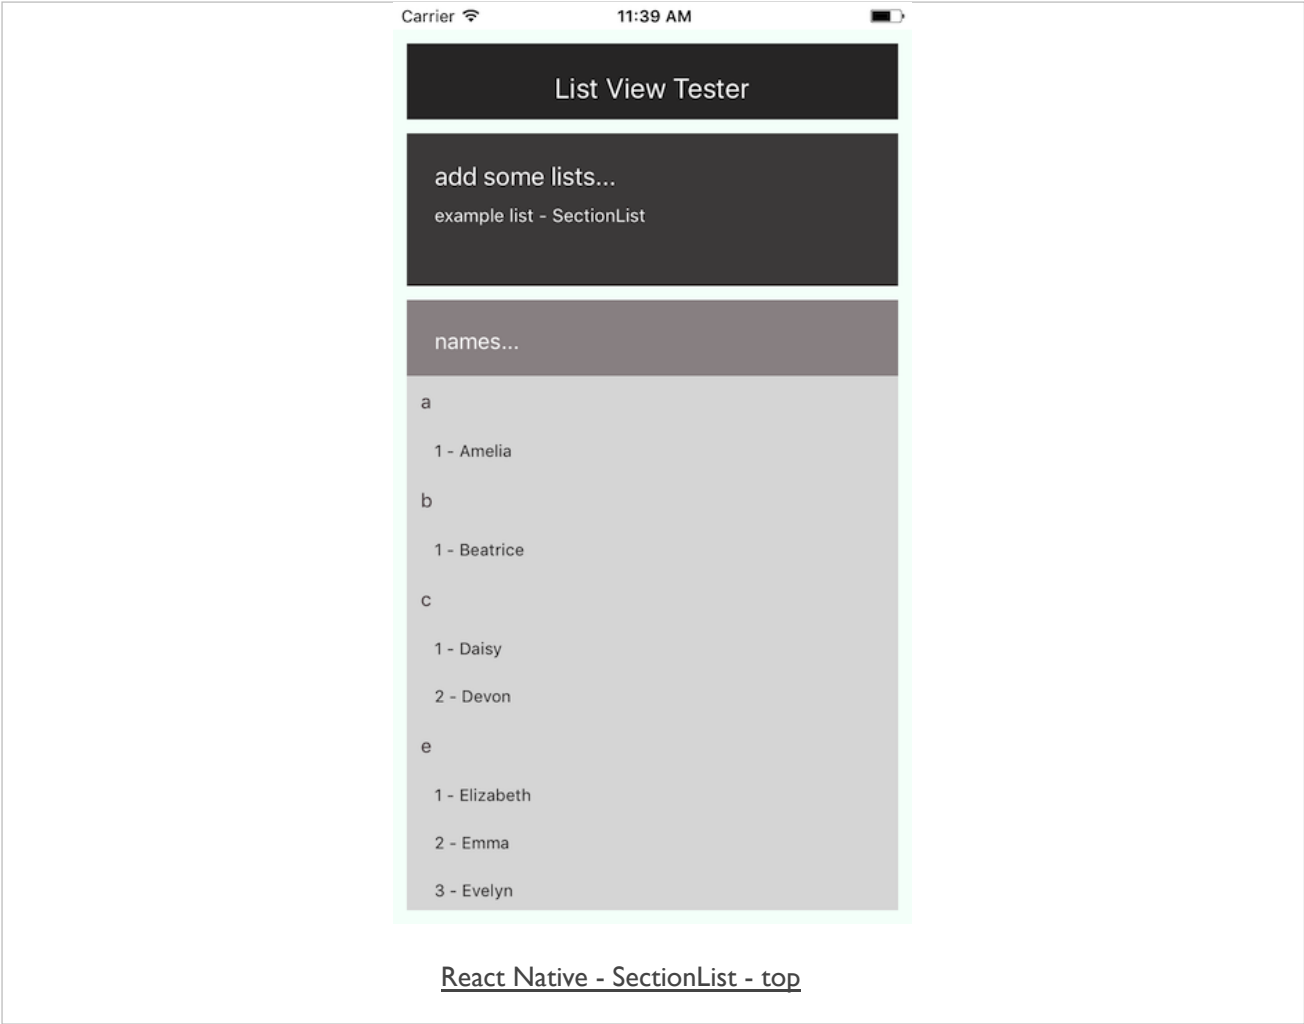 Carrier 11:39 AM
List View Tester
add some lists...
example list - SectionList
names...
a
1 - Amelia
b
1 - Beatrice
c
1 - Daisy
2 - Devon
e
1 - Elizabeth
2 - Emma
3 - Evelyn
React Native - SectionList - top